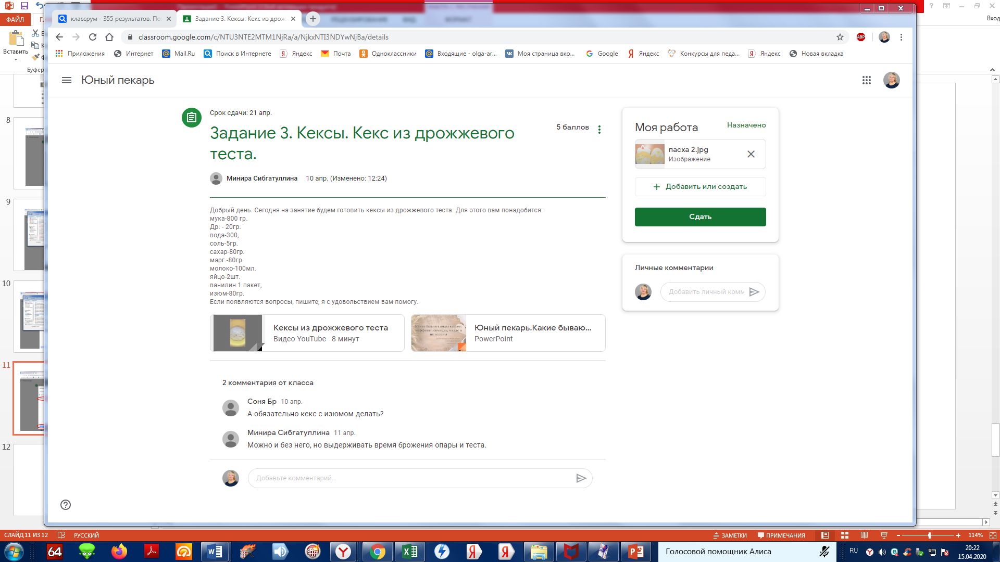 ФАЙЛ
Вход
Вставить
Буфер
8
9
10
11
12
классрум - 355 результатов. По
Задание 3. Кексы. Кекс из дрож
classroom.google.com/c/NTU3NTE2MTM1NjRa/a/NjkxNTI3NDYwNjBa/details
ABP
Приложения
Интернет
Mail.Ru
Поиск в Интернете
Яндекс
Почта
Одноклассники
Входящие - olga-ar...
Моя страница вко...
Google
Яндекс
Конкурсы для педа...
Яндекс
Новая вкладка
Юный пекарь
Срок сдачи: 21 апр.
Задание 3. Кексы. Кекс из дрожжевого
теста.
5 баллов
Минира Сибгатуллина 10 апр. (Изменено: 12:24)
Добрый день. Сегодня на занятие будем готовить кексы из дрожжевого теста. Для этого вам понадобится:
мука-800 гр.
Др. - 20гр.
вода-300,
соль-5гр.
сахар-80гр.
марг.-80гр.
молоко-100мл.
яйцо-2шт.
ванилин 1 пакет,
изюм-80гр.
Если появляются вопросы, пишите, я с удовольствием вам помогу.
Кексы из дрожжевого теста
Видео YouTube 8 минут
Юный пекарь.Какие бываю...
PowerPoint
2 комментария от класса
Соня Бр 10 апр.
А обязательно кекс с изюмом делать?
Минира Сибгатуллина 11 апр.
Можно и без него, но выдерживать время брожения опары и теста.
Добавьте комментарий...
Моя работа
Назначено
пасха 2.jpg
Изображение
Добавить или создать
Сдать
Личные комментарии
Добавить личный комм
СЛАЙД 11 ИЗ 12
РУССКИЙ
ЗАМЕТКИ
ПРИМЕЧАНИЯ
114%
64
Голосовой помощник Алиса
RU
20:22
15.04.2020